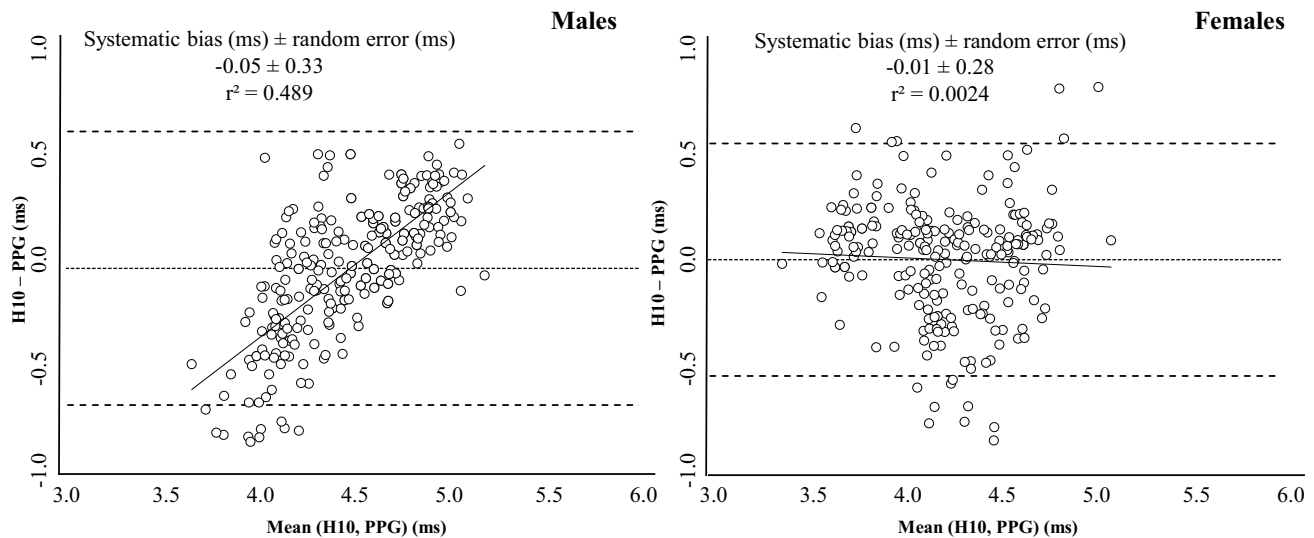 Males
Systematic bias (ms) ± random error (ms)
-0.05 ± 0.33
r² = 0.489
1.0
0.5
0.0
-0.5
-1.0
H10 – PPG (ms)
3.0 3.5 4.0 4.5 5.0 5.5 6.0
Mean (H10, PPG) (ms)
Females
Systematic bias (ms) ± random error (ms)
-0.01 ± 0.28
r² = 0.0024
1.0
0.5
0.0
-0.5
-1.0
H10 – PPG (ms)
3.0 3.5 4.0 4.5 5.0 5.5 6.0
Mean (H10, PPG) (ms)